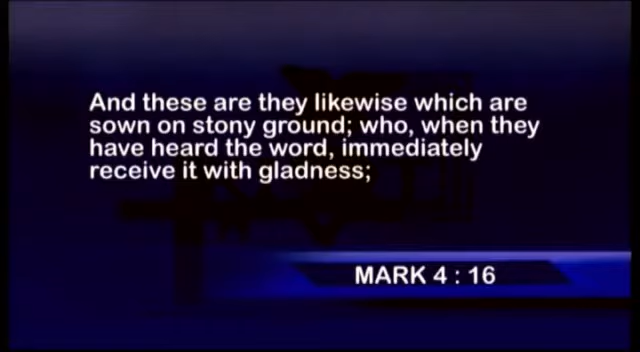 And these are they likewise which are
sown on stony ground; who, when they
have heard the word, immediately
receive it with gladness;
MARK 4 : 16